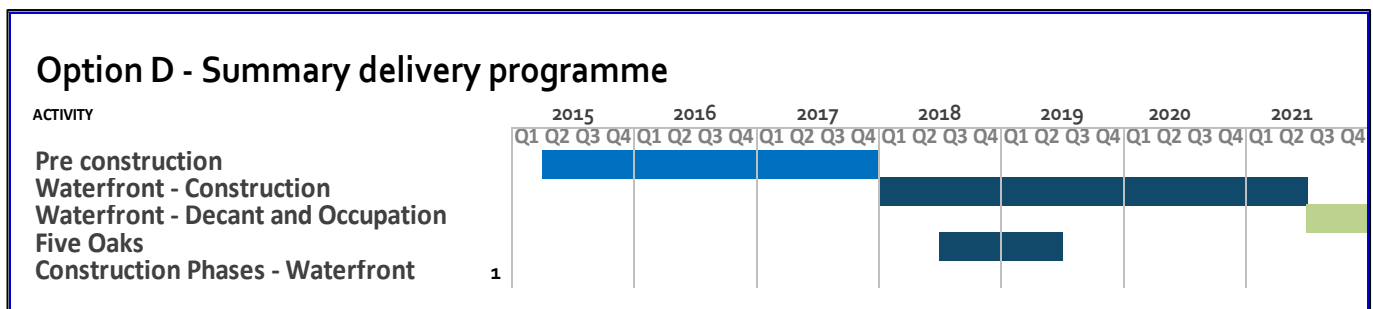 Option D - Summary delivery programme
ACTIVITY 2015 2016 2017 2018 2019 2020 2021
Q1 Q2 Q3 Q4 Q1 Q2 Q3 Q4 Q1 Q2 Q3 Q4 Q1 Q2 Q3 Q4 Q1 Q2 Q3 Q4 Q1 Q2 Q3 Q4 Q1 Q2 Q3 Q4
Pre construction
Waterfront - Construction
Waterfront - Decant and Occupation
Five Oaks
Construction Phases - Waterfront 1